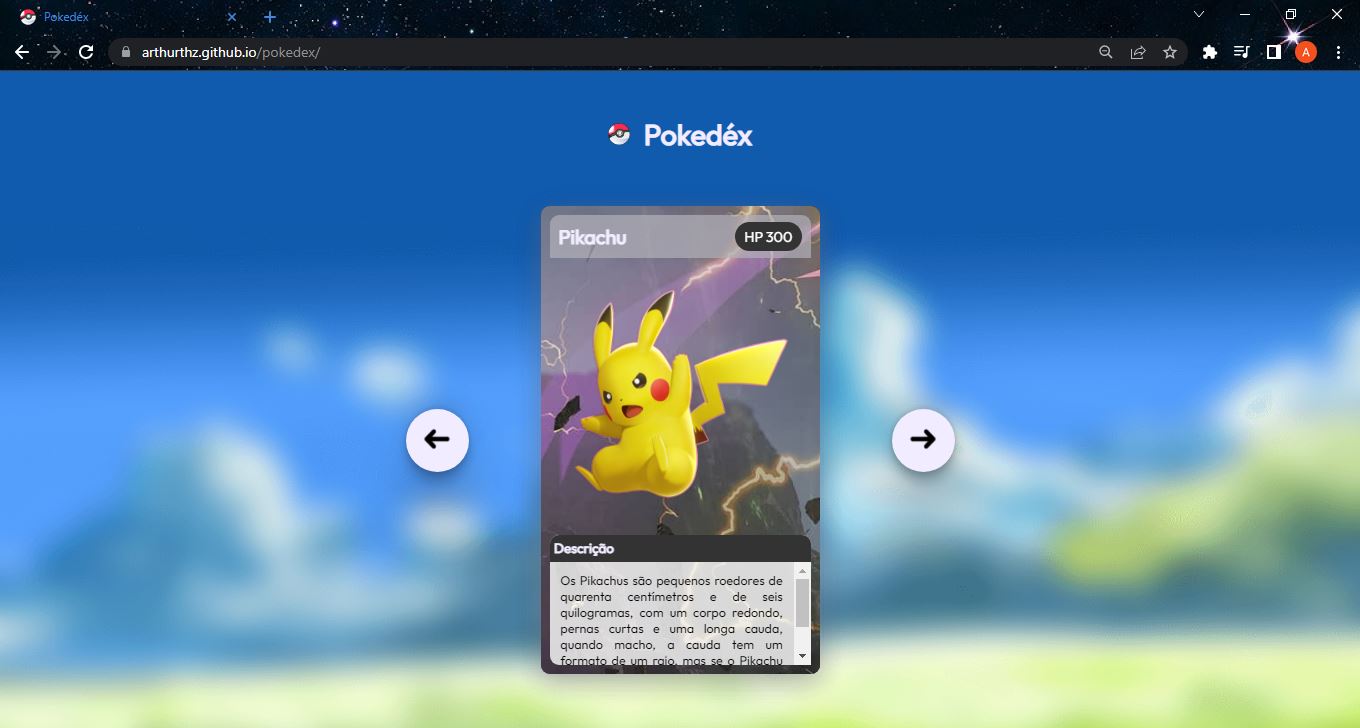 Pokedéx
arthurthz.github.io/pokedex/
A
Pokedéx
Pikachu
HP 300
Descrição
Os Pikachus são pequenos roedores de
quarenta centímetros e de seis
quilogramas, com um corpo redondo,
pernas curtas e uma longa cauda,
quando macho, a cauda tem um
formato de um raio, mas se o Pikachu